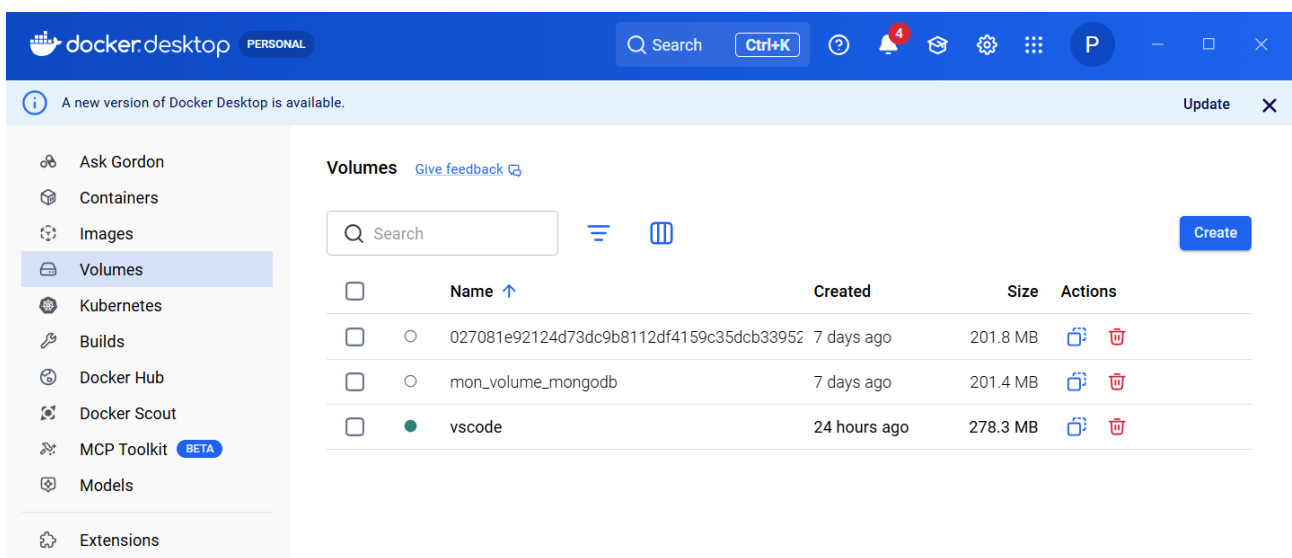 docker.desktop PERSONAL Search Ctrl+K 4 P
A new version of Docker Desktop is available. Update
Ask Gordon
Containers
Images
Volumes
Kubernetes
Builds
Docker Hub
Docker Scout
MCP Toolkit BETA
Models
Extensions
Volumes Give feedback
Search Create
Name Created Size Actions
027081e92124d73dc9b8112df4159c35dcb33952 7 days ago 201.8 MB
mon_volume_mongodb 7 days ago 201.4 MB
vscode 24 hours ago 278.3 MB